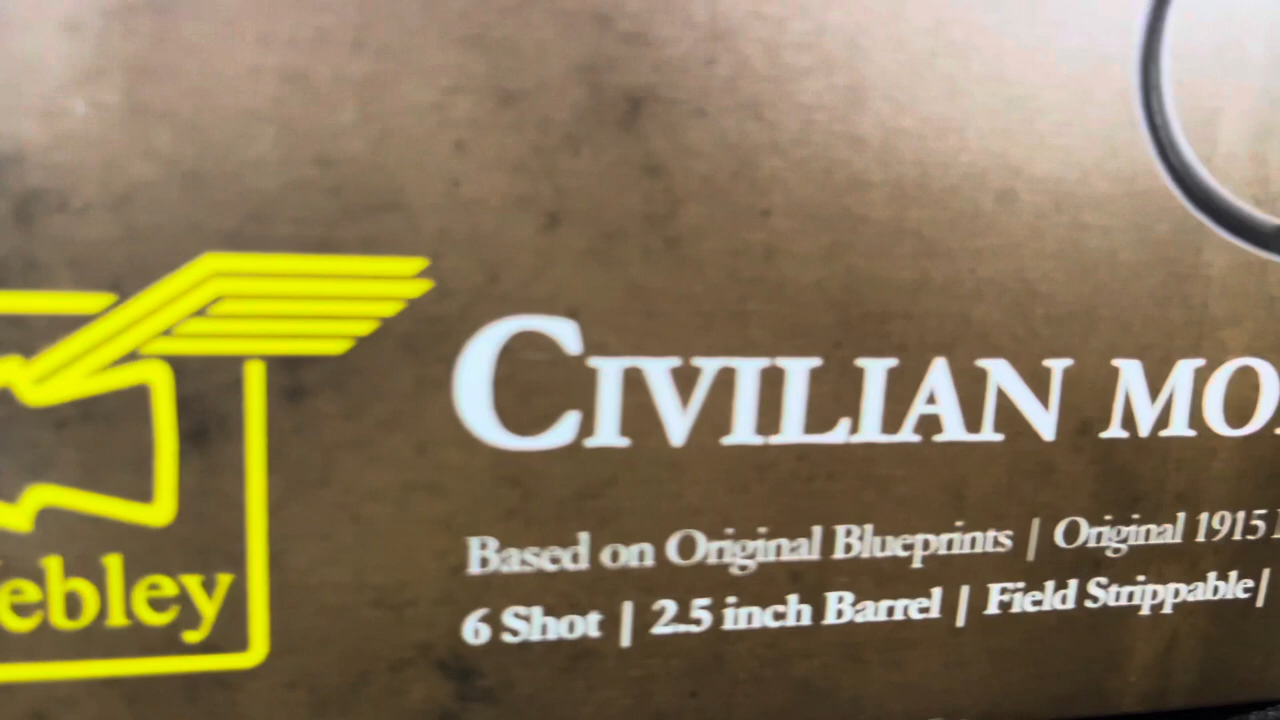 CIVILIAN MO
Based on Original Blueprints | Original 1915
6 Shot | 2.5 inch Barrel | Field Strippable|
ebley